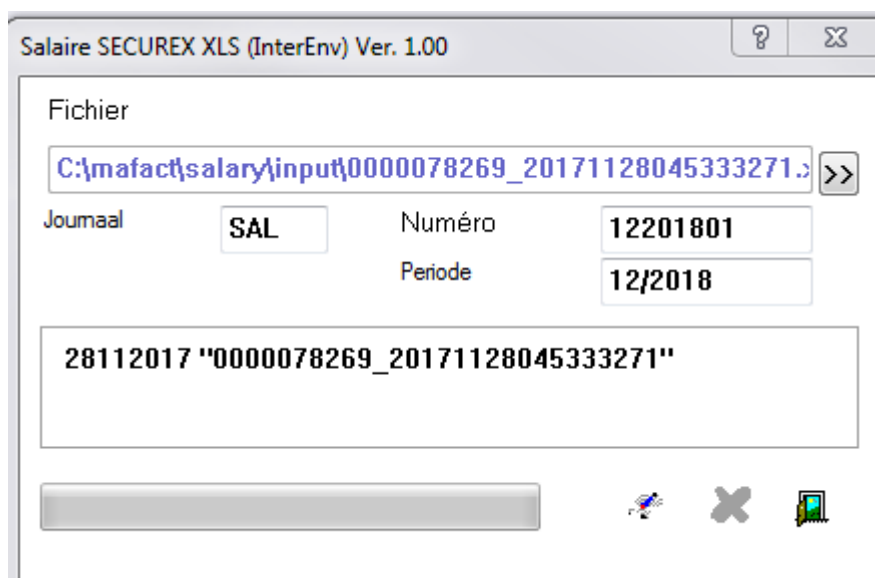 Salaire SECUREX XLS (InterEnv) Ver. 1.00
Fichier
C:\mafact\salary\input\0000078269_20171128045333271.x >>
Journaal SAL Numéro 12201801
Periode 12/2018
28112017 "0000078269_20171128045333271"